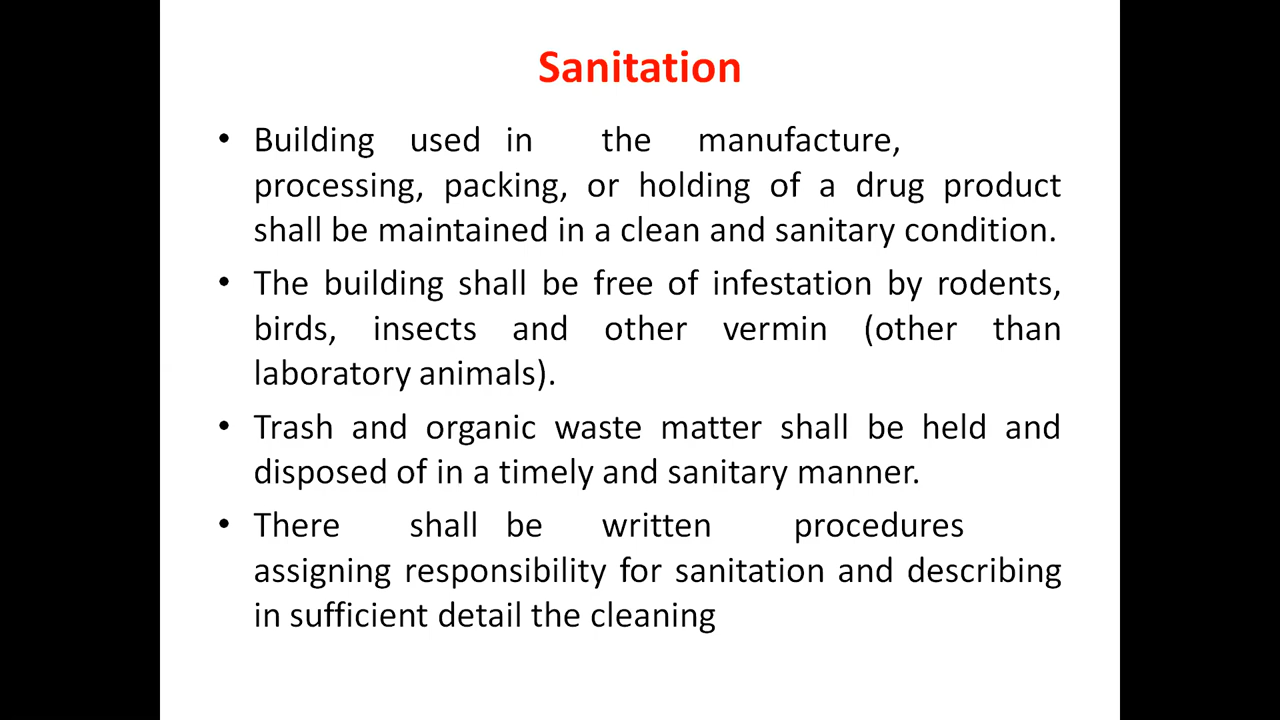 Sanitation
• Building used in the manufacture,
processing, packing, or holding of a drug product
shall be maintained in a clean and sanitary condition.
• The building shall be free of infestation by rodents,
birds, insects and other vermin (other than
laboratory animals).
• Trash and organic waste matter shall be held and
disposed of in a timely and sanitary manner.
• There shall be written procedures
assigning responsibility for sanitation and describing
in sufficient detail the cleaning